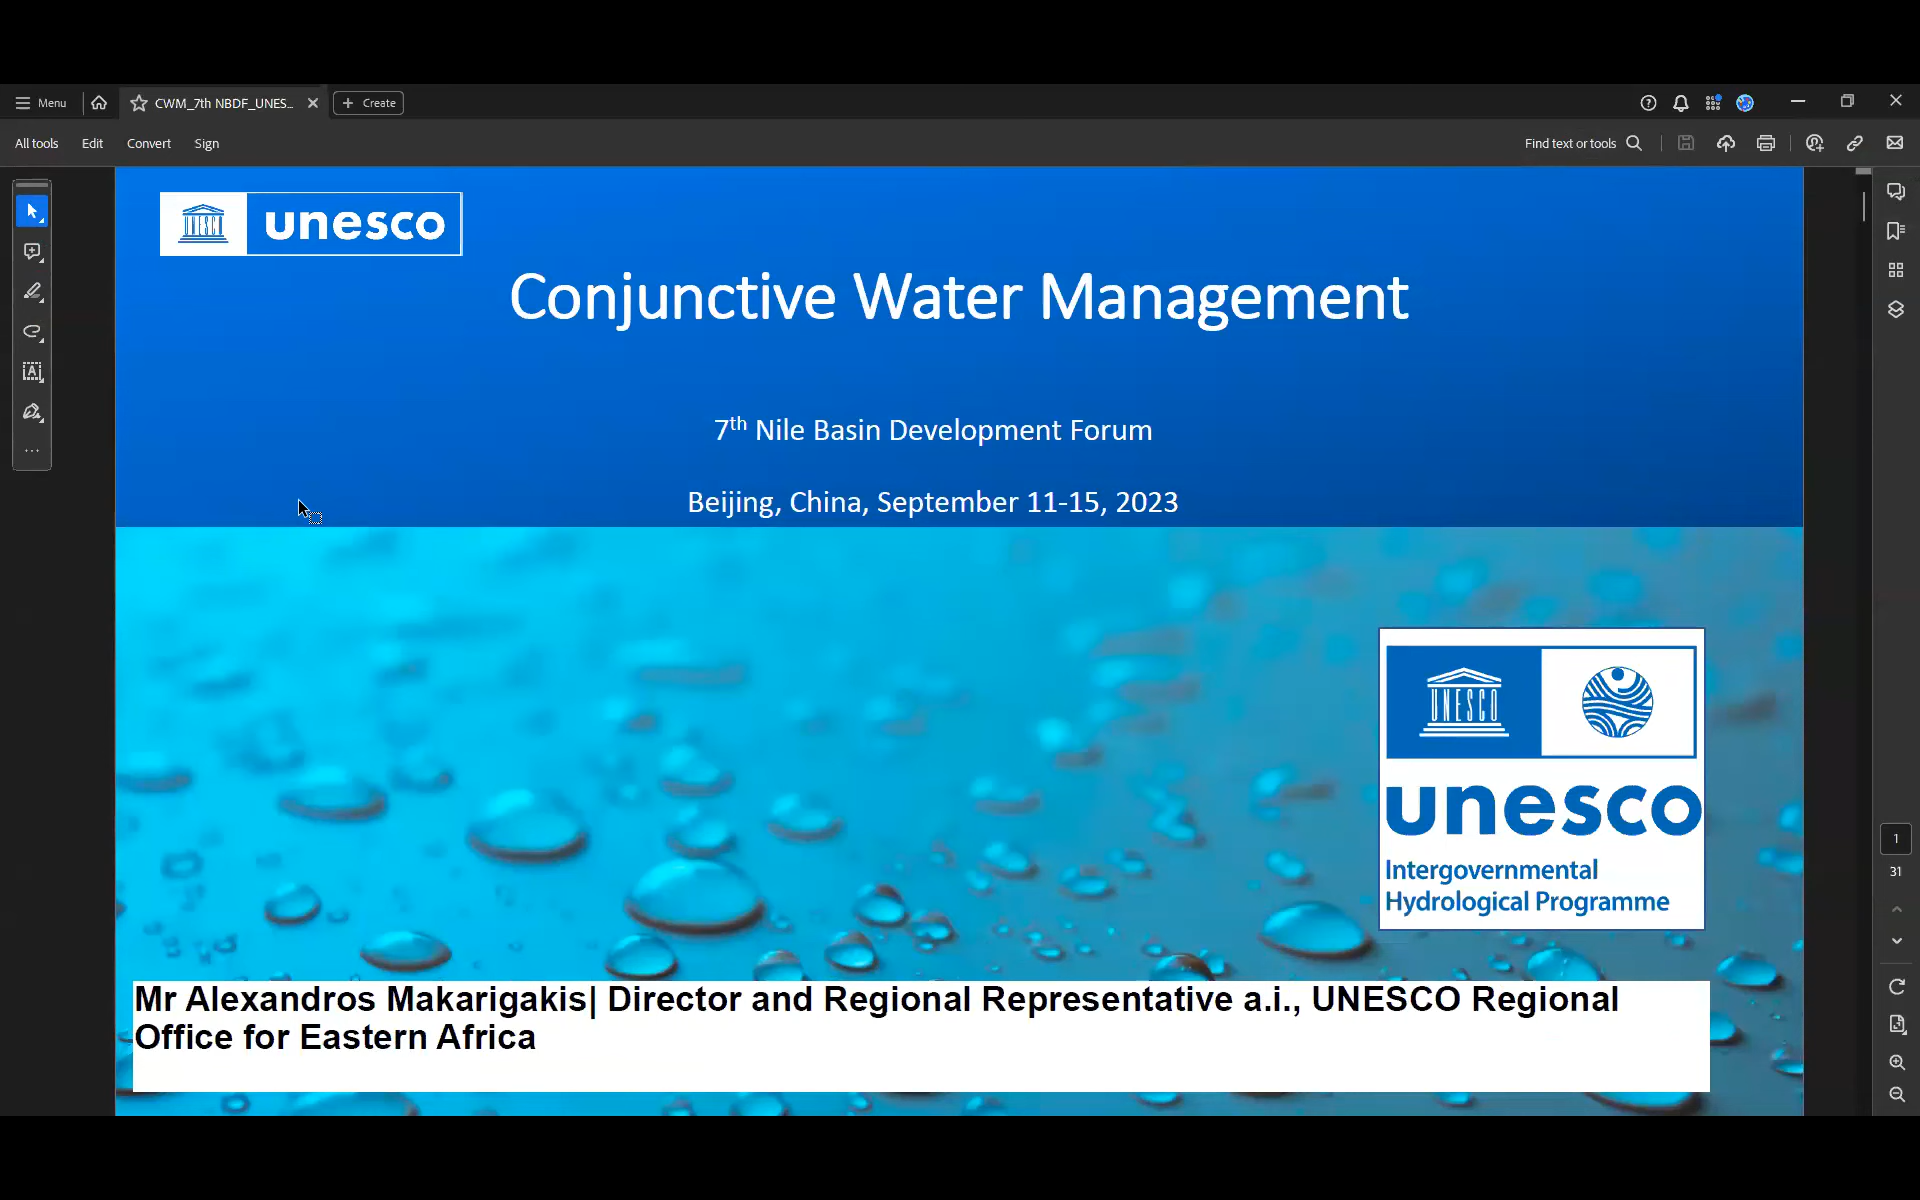 Menu
CWM_7th NBDF_UNES...
Create
All tools
Edit
Convert
Sign
Find text or tools
UNESCO
unesco
Conjunctive Water Management
7th Nile Basin Development Forum
Beijing, China, September 11-15, 2023
UNESCO
unesco
Intergovernmental
Hydrological Programme
1
31
Mr Alexandros Makarigakis| Director and Regional Representative a.i., UNESCO Regional
Office for Eastern Africa